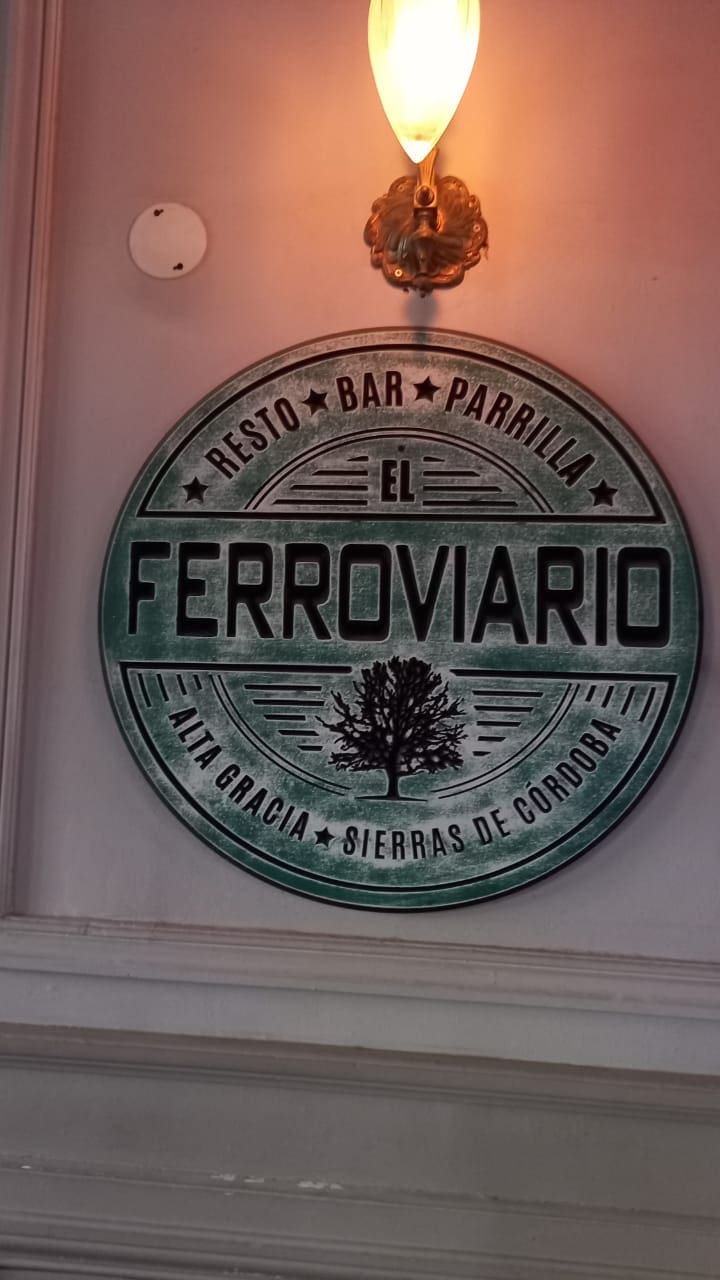 RESTO★BAR★PARRILLA
EL
FERROVIARIO
ALTA GRACIA★SIERRAS DE CÓRDOBA